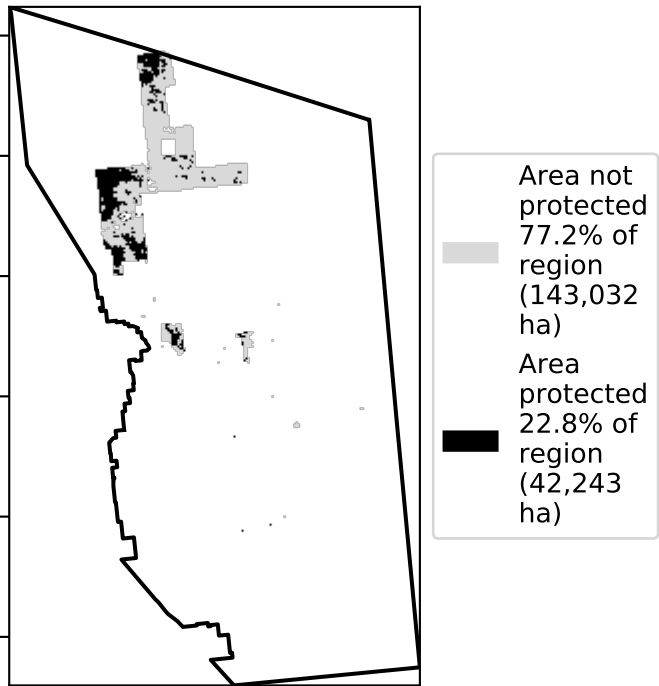 Area not
protected
77.2% of
region
(143,032
ha)
Area
protected
22.8% of
region
(42,243
ha)